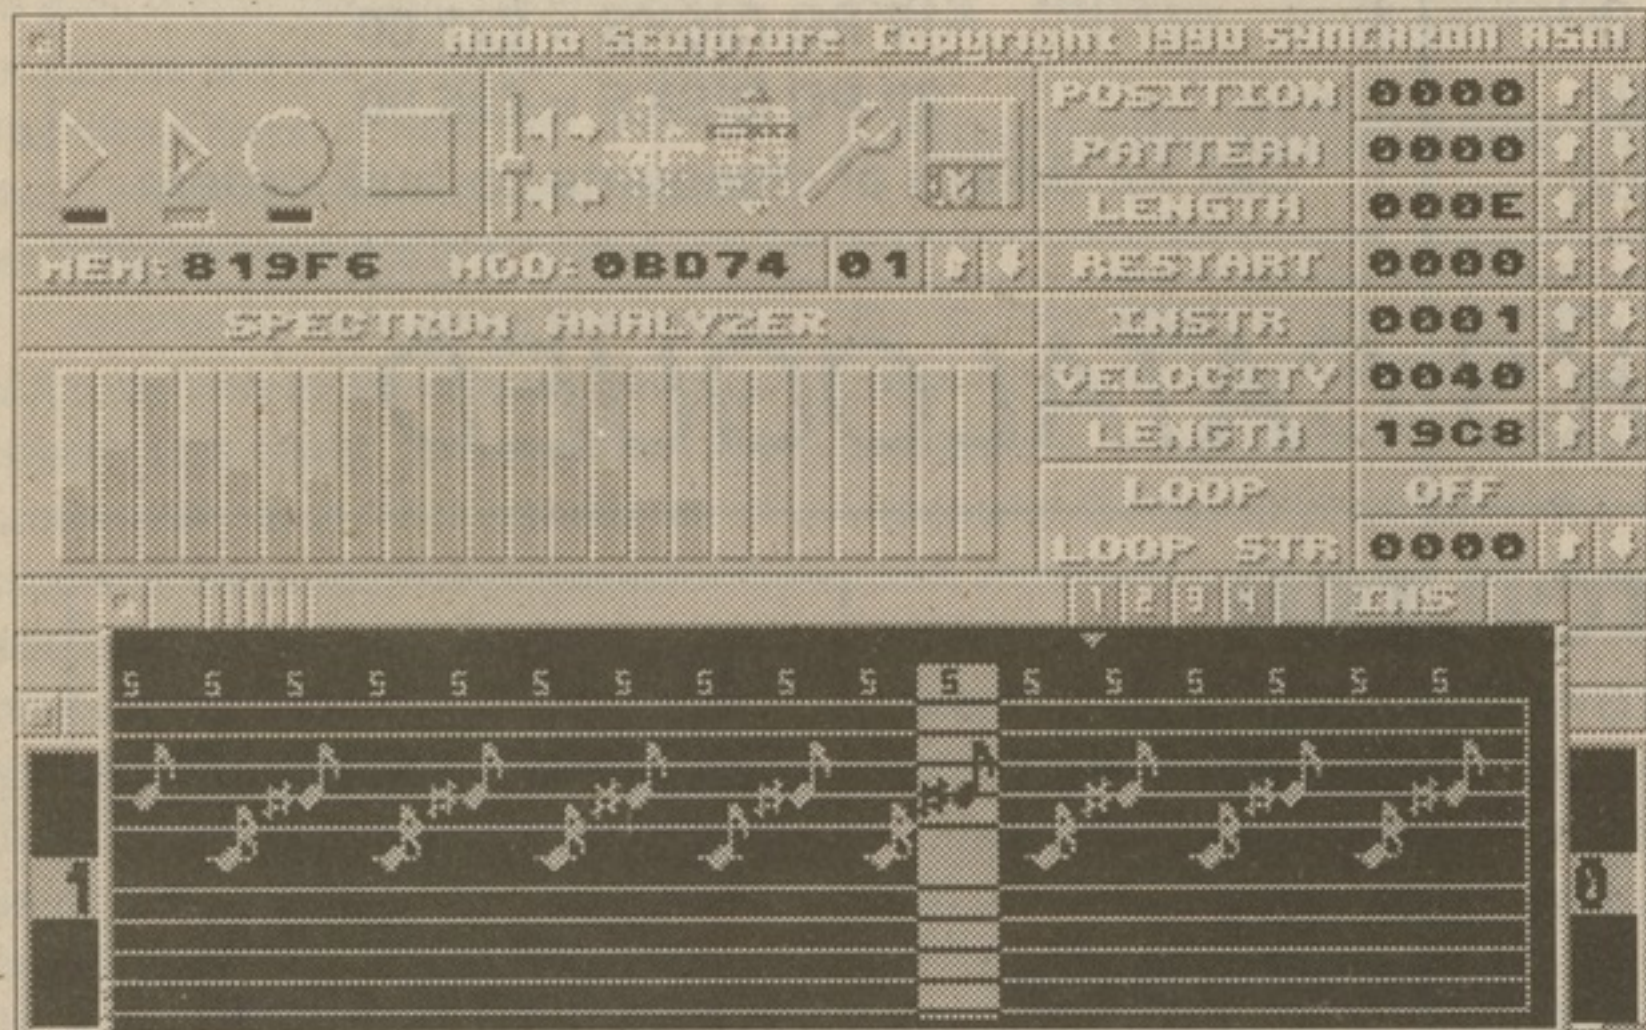 Audio Sculpture Copyright 1990 SYNCHRON ASM
POSITION 0000
PATTERN 0000
LENGTH 000E
MEM: 819F6 MOD: 0BD74 01 RESTART 0000
SPECTRUM ANALYZER INSTR 0001
VELOCITY 0040
LENGTH 19C8
LOOP OFF
LOOP STR 0000
1 2 3 4 INS
5 5 5 5 5 5 5 5 5 5 5 5 5 5 5 5 5
1 0